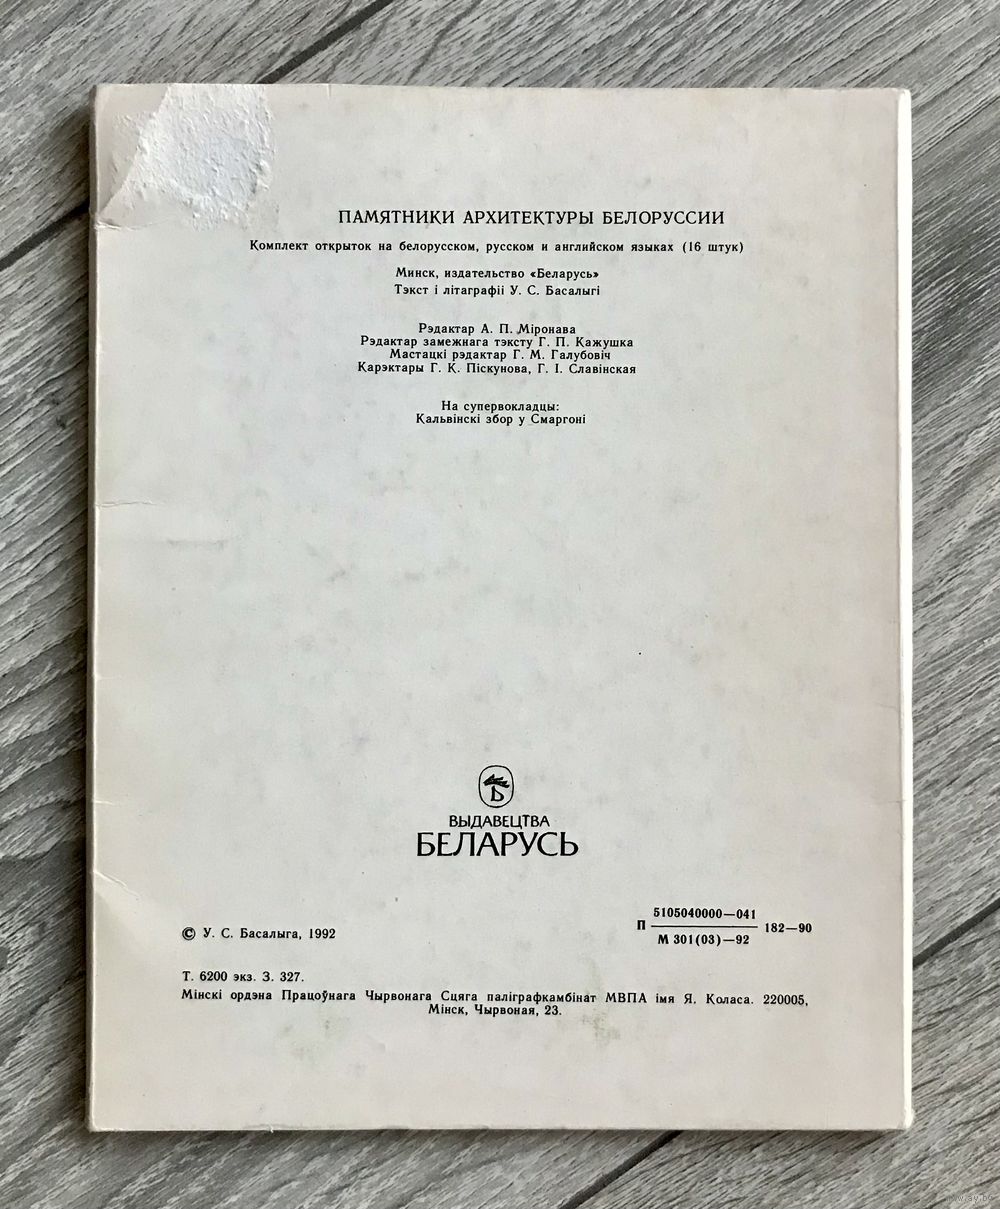 ПАМЯТНИКИ АРХИТЕКТУРЫ БЕЛОРУССИИ
Комплект открыток на белорусском, русском и английском языках (16 штук)
Минск, издательство «Беларусь»
Тэкст і літаграфіі У. С. Басалыгі
Рэдактар А. П. Міронава
Рэдактар замежнага тэксту Г. П. Кажушка
Мастацкі рэдактар Г. М. Галубовіч
Карэктары Г. К. Піскунова, Г. І. Славінская
На супервокладцы:
Кальвінскі збор у Смаргоні
Б
ВЫДАВЕЦТВА
БЕЛАРУСЬ
© У. С. Басалыга, 1992
П 5105040000—041 182—90
М 301(03)—92
Т. 6200 экз. З. 327.
Мінскі ордэна Працоўнага Чырвонага Сцяга паліграфкамбінат МВПА імя Я. Коласа. 220005,
Мінск, Чырвоная, 23.